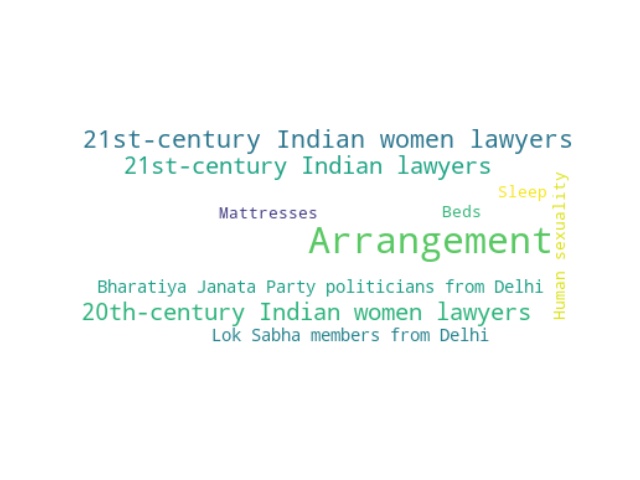 21st-century Indian women lawyers
21st-century Indian lawyers
Sleep
Mattresses
Beds
Arrangement
Human sexuality
Bharatiya Janata Party politicians from Delhi
20th-century Indian women lawyers
Lok Sabha members from Delhi